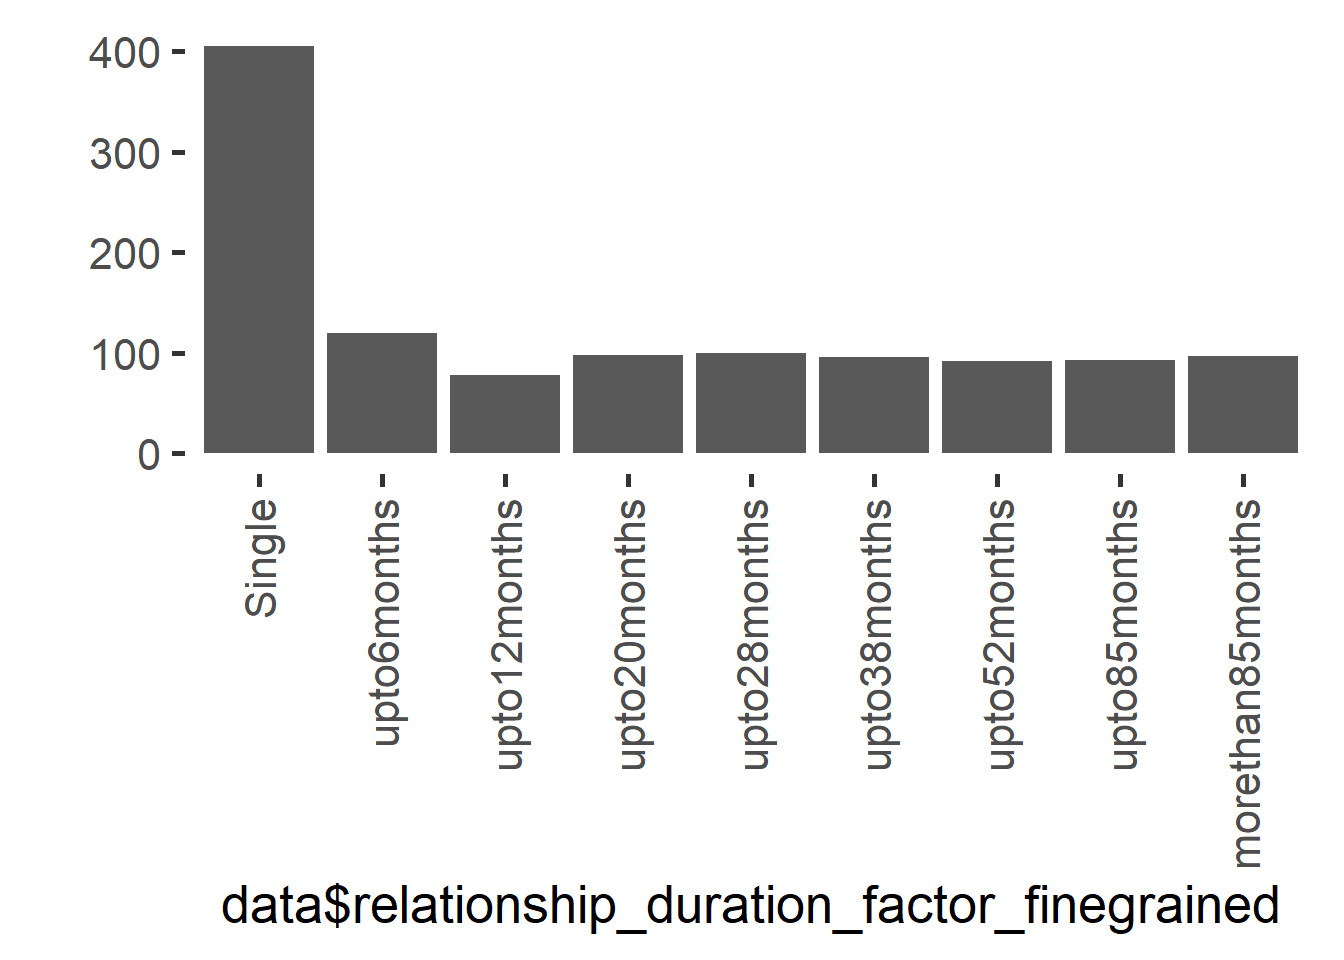 400
300
200
100
0
Single
upto6months
upto12months
upto20months
upto28months
upto38months
upto52months
upto85months
morethan85months
data$relationship_duration_factor_finegrained